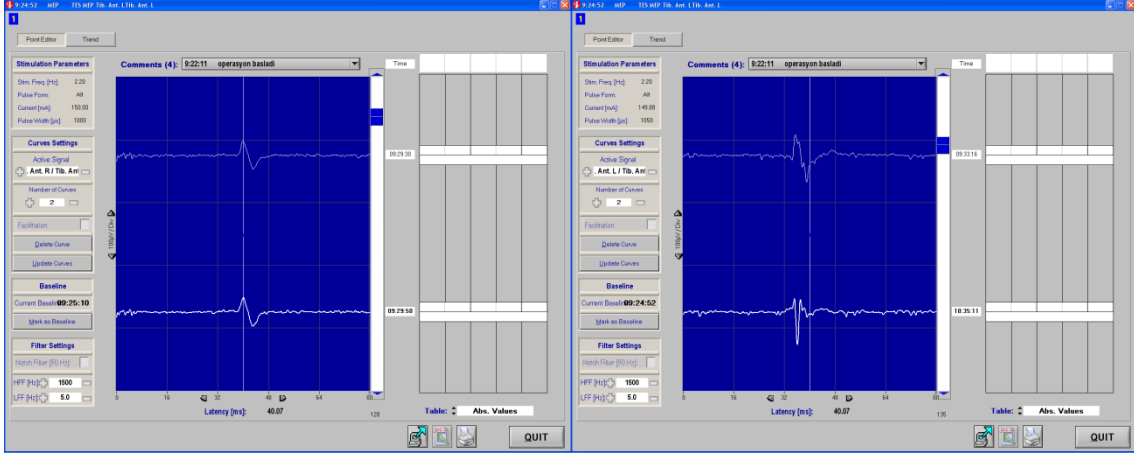 9:24:52 MEP TES MEP Tib. Ant. L Tib. Ant. L
1
Point Editor Trend
Stimulation Parameters
Stim. Freq. [Hz]: 2.20
Pulse Form: Alt
Current [mA]: 150.00
Pulse Width [µs]: 1000
Curves Settings
Active Signal
. Ant. R / Tib. Ant
Number of Curves
2
Facilitation
Delete Curve
Update Curves
Baseline
Current Baseline 09:25:10
Mark as Baseline
Filter Settings
Notch Filter [50 Hz]:
HFF [Hz]: 1500
LFF [Hz]: 5.0
Comments (4): 9:22:11 operasyon basladi
Time
09:29:30
100µV / Div
09:29:50
0 16 32 48 64 80
Latency [ms]: 40.07
128
Table: Abs. Values
QUIT
9:24:52 MEP TES MEP Tib. Ant. L Tib. Ant. L
1
Point Editor Trend
Stimulation Parameters
Stim. Freq. [Hz]: 2.20
Pulse Form: Alt
Current [mA]: 149.00
Pulse Width [µs]: 1050
Curves Settings
Active Signal
. Ant. L / Tib. Ant
Number of Curves
2
Facilitation
Delete Curve
Update Curves
Baseline
Current Baseline 09:24:52
Mark as Baseline
Filter Settings
Notch Filter [50 Hz]:
HFF [Hz]: 1500
LFF [Hz]: 5.0
Comments (4): 9:22:11 operasyon basladi
Time
09:33:16
100µV / Div
10:35:11
0 16 32 48 64 80
Latency [ms]: 40.07
135
Table: Abs. Values
QUIT